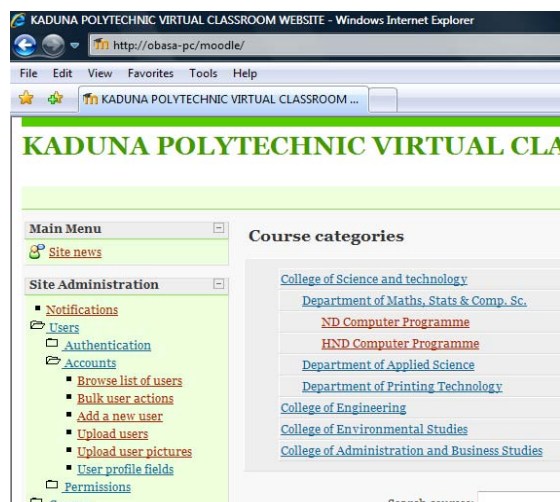 KADUNA POLYTECHNIC VIRTUAL CLASSROOM WEBSITE - Windows Internet Explorer
http://obasa-pc/moodle/
File Edit View Favorites Tools Help
KADUNA POLYTECHNIC VIRTUAL CLASSROOM ...
KADUNA POLYTECHNIC VIRTUAL CLA
Main Menu
Site news
Site Administration
Notifications
Users
Authentication
Accounts
Browse list of users
Bulk user actions
Add a new user
Upload users
Upload user pictures
User profile fields
Permissions
Course categories
College of Science and technology
Department of Maths, Stats & Comp. Sc.
ND Computer Programme
HND Computer Programme
Department of Applied Science
Department of Printing Technology
College of Engineering
College of Environmental Studies
College of Administration and Business Studies